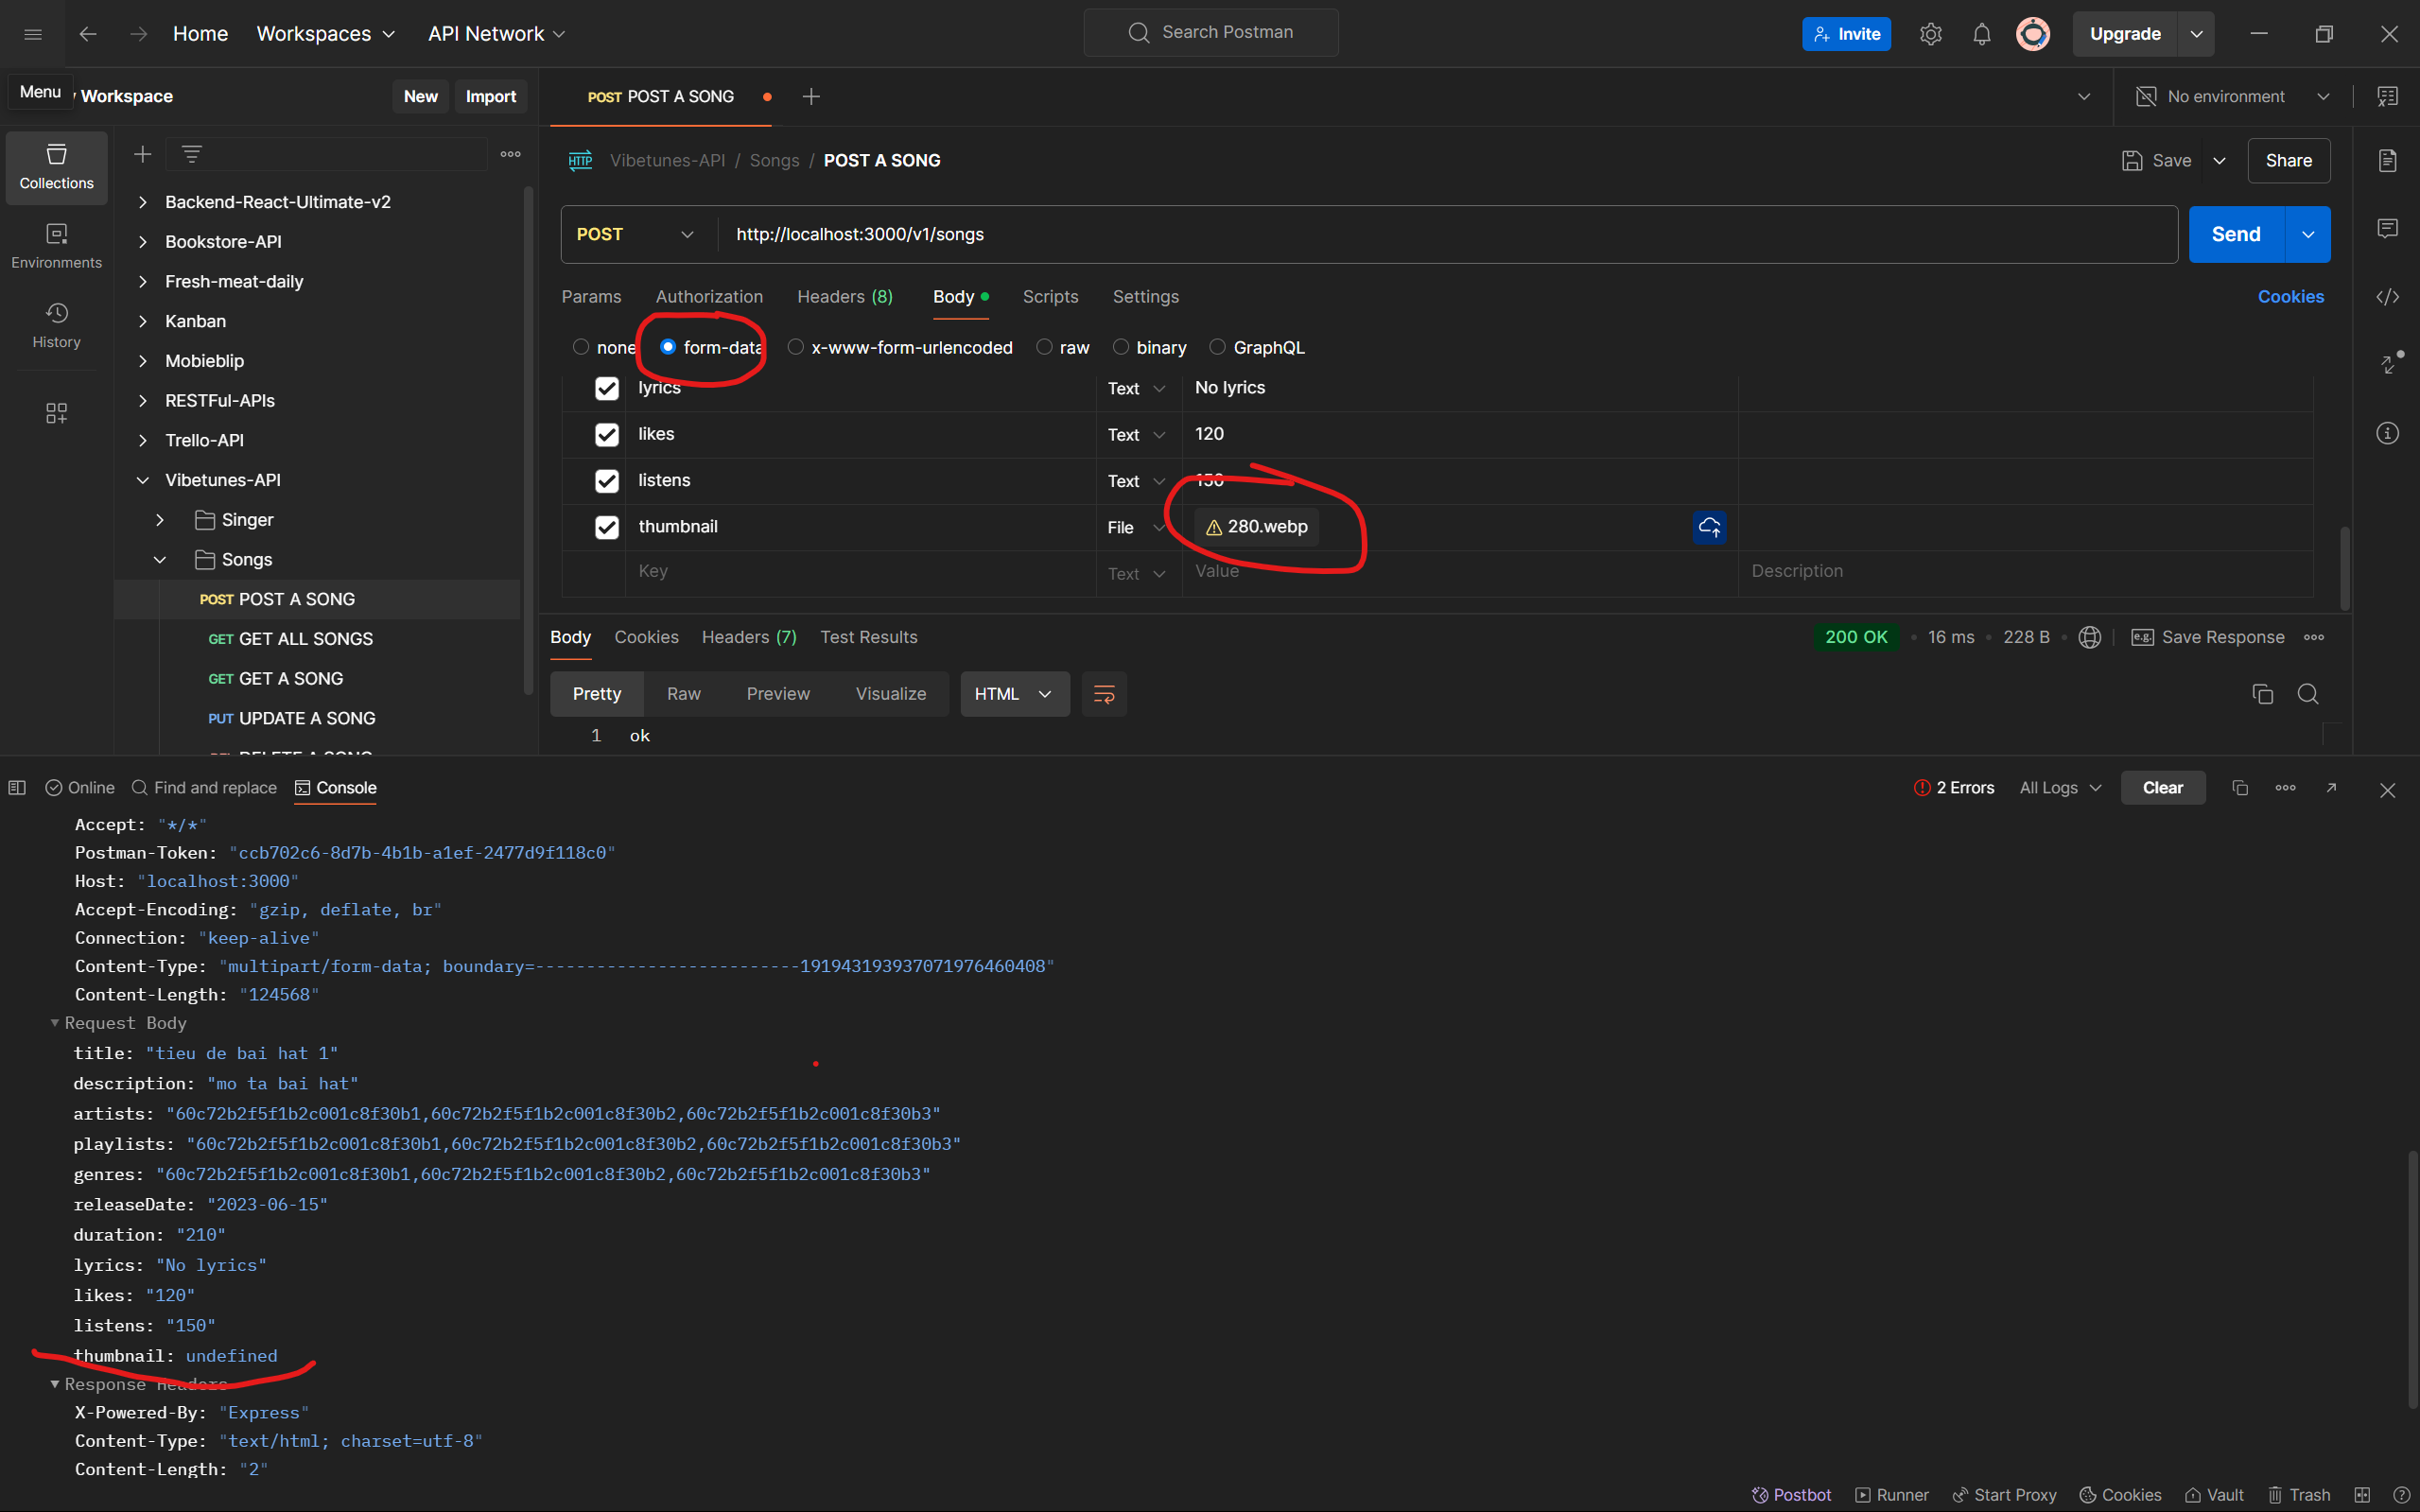 Home Workspaces API Network Search Postman Invite Upgrade
Menu Workspace New Import POST POST A SONG No environment
Collections
Environments
History
Backend-React-Ultimate-v2
Bookstore-API
Fresh-meat-daily
Kanban
Mobieblip
RESTFul-APIs
Trello-API
Vibetunes-API
Singer
Songs
POST POST A SONG
GET GET ALL SONGS
GET GET A SONG
PUT UPDATE A SONG
HTTP Vibetunes-API / Songs / POST A SONG Save Share
POST http://localhost:3000/v1/songs Send
Params Authorization Headers (8) Body Scripts Settings Cookies
none form-data x-www-form-urlencoded raw binary GraphQL
lyrics Text No lyrics
likes Text 120
listens Text 150
thumbnail File 280.webp
Key Text Value Description
Body Cookies Headers (7) Test Results 200 OK 16 ms 228 B e.g. Save Response
Pretty Raw Preview Visualize HTML
1 ok
Online Find and replace Console 2 Errors All Logs Clear
Accept: "*/*"
Postman-Token: "ccb702c6-8d7b-4b1b-a1ef-2477d9f118c0"
Host: "localhost:3000"
Accept-Encoding: "gzip, deflate, br"
Connection: "keep-alive"
Content-Type: "multipart/form-data; boundary=--------------------------191943193937071976460408"
Content-Length: "124568"
Request Body
title: "tieu de bai hat 1"
description: "mo ta bai hat"
artists: "60c72b2f5f1b2c001c8f30b1,60c72b2f5f1b2c001c8f30b2,60c72b2f5f1b2c001c8f30b3"
playlists: "60c72b2f5f1b2c001c8f30b1,60c72b2f5f1b2c001c8f30b2,60c72b2f5f1b2c001c8f30b3"
genres: "60c72b2f5f1b2c001c8f30b1,60c72b2f5f1b2c001c8f30b2,60c72b2f5f1b2c001c8f30b3"
releaseDate: "2023-06-15"
duration: "210"
lyrics: "No lyrics"
likes: "120"
listens: "150"
thumbnail: undefined
Response Headers
X-Powered-By: "Express"
Content-Type: "text/html; charset=utf-8"
Content-Length: "2"
Postbot Runner Start Proxy Cookies Vault Trash